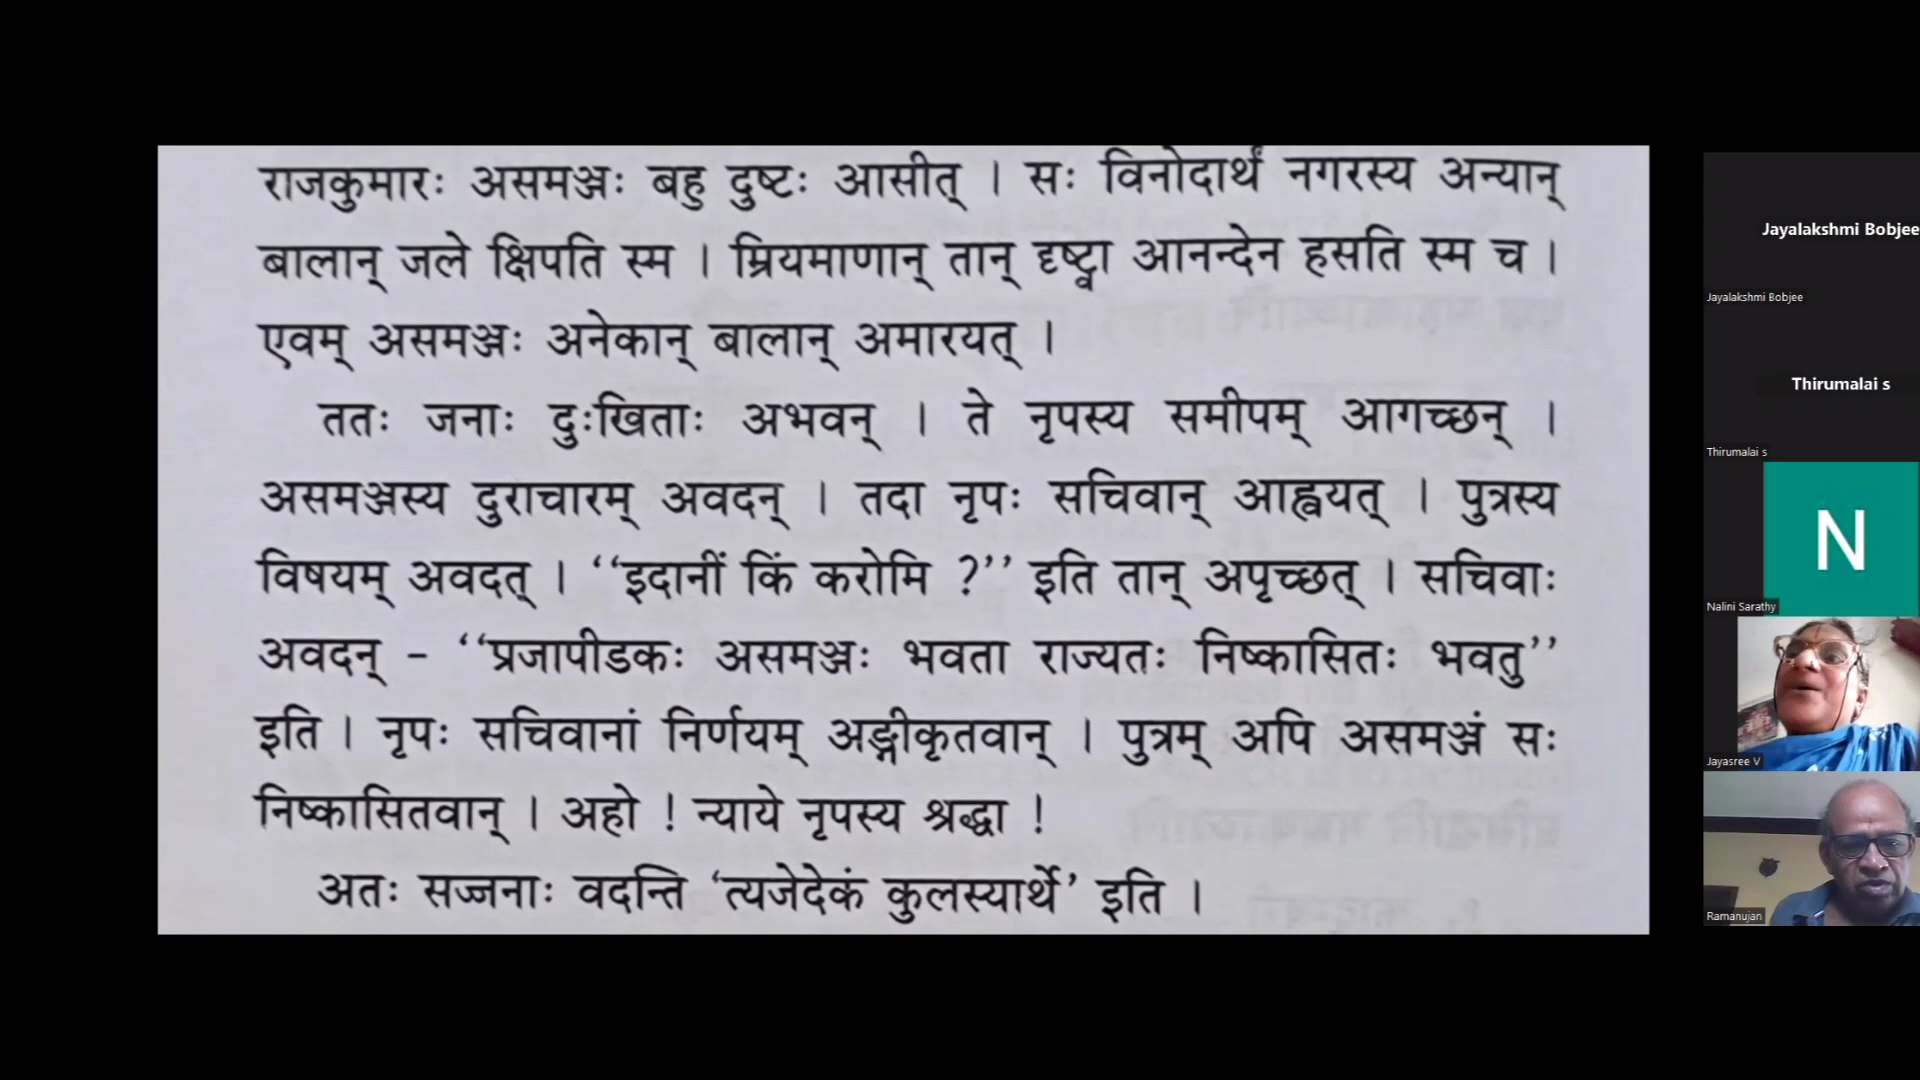 राजकुमारः असमञ्जः बहु दुष्टः आसीत् । सः विनोदार्थं नगरस्य अन्यान्
बालान् जले क्षिपति स्म । म्रियमाणान् तान् दृष्ट्वा आनन्देन हसति स्म च ।
एवम् असमञ्जः अनेकान् बालान् अमारयत् ।
ततः जनाः दुःखिताः अभवन् । ते नृपस्य समीपम् आगच्छन् ।
असमञ्जस्य दुराचारम् अवदन् । तदा नृपः सचिवान् आह्वयत् । पुत्रस्य
विषयम् अवदत् । ‘‘इदानीं किं करोमि ?’’ इति तान् अपृच्छत् । सचिवाः
अवदन् - ‘‘प्रजापीडकः असमञ्जः भवता राज्यतः निष्कासितः भवतु’’
इति । नृपः सचिवानां निर्णयम् अङ्गीकृतवान् । पुत्रम् अपि असमञ्जं सः
निष्कासितवान् । अहो ! न्याये नृपस्य श्रद्धा !
अतः सज्जनाः वदन्ति ‘त्यजेदेकं कुलस्यार्थे’ इति ।
Jayalakshmi Bobjee
Jayalakshmi Bobjee
Thirumalai s
Thirumalai s
N
Nalini Sarathy
Jayasree V
Ramanujan